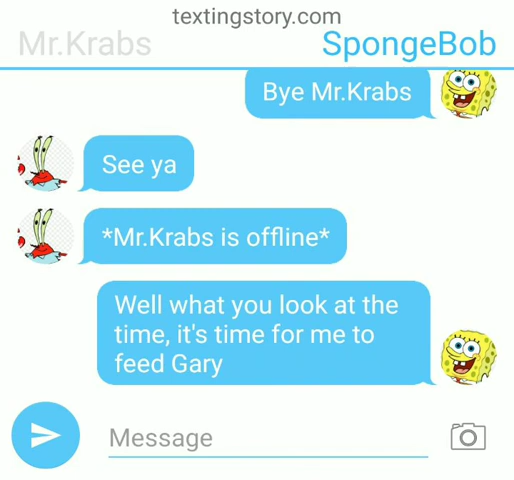 textingstory.com
Mr.Krabs
SpongeBob
Bye Mr.Krabs
See ya
*Mr.Krabs is offline*
Well what you look at the
time, it's time for me to
feed Gary
Message